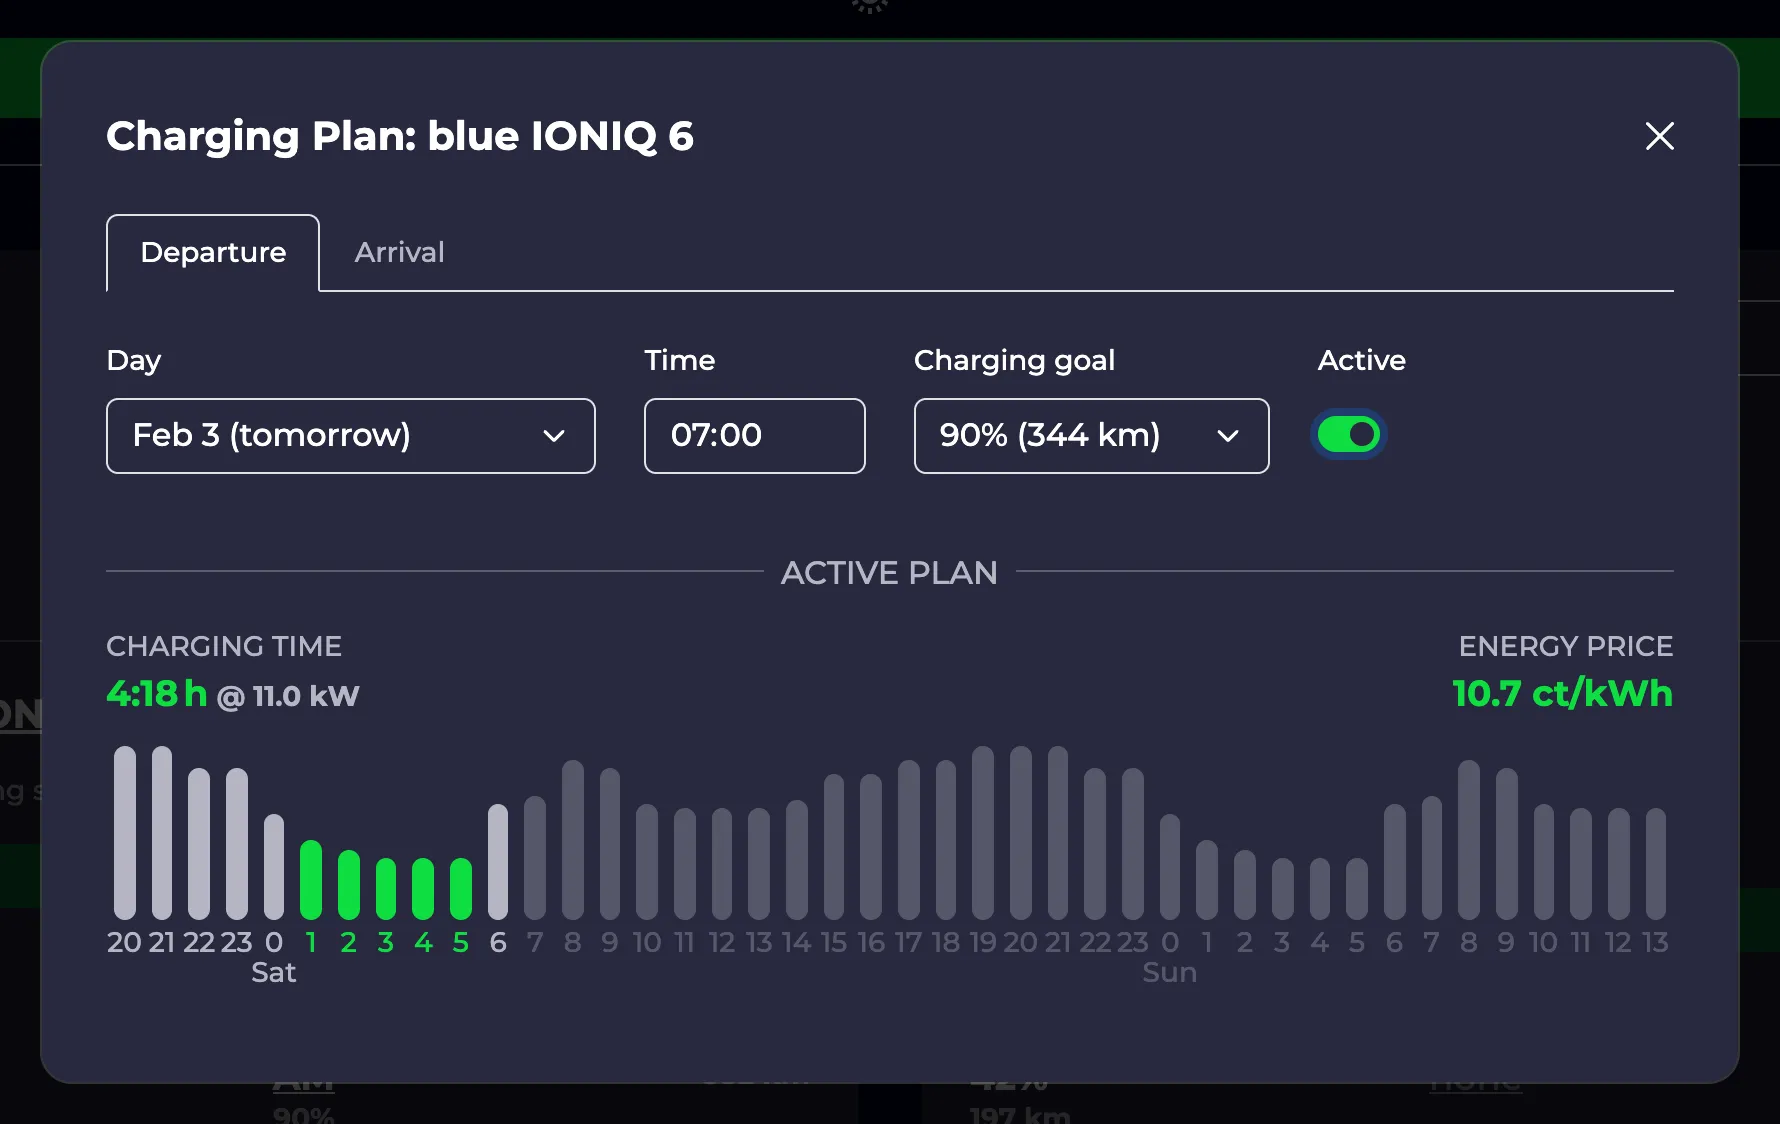 Charging Plan: blue IONIQ 6
Departure Arrival
Day Time Charging goal Active
Feb 3 (tomorrow) 07:00 90% (344 km)
ACTIVE PLAN
CHARGING TIME ENERGY PRICE
4:18 h @ 11.0 kW 10.7 ct/kWh
20 21 22 23 0 1 2 3 4 5 6 7 8 9 10 11 12 13 14 15 16 17 18 19 20 21 22 23 0 1 2 3 4 5 6 7 8 9 10 11 12 13
Sat Sun
AM 42% none
90% 197 km